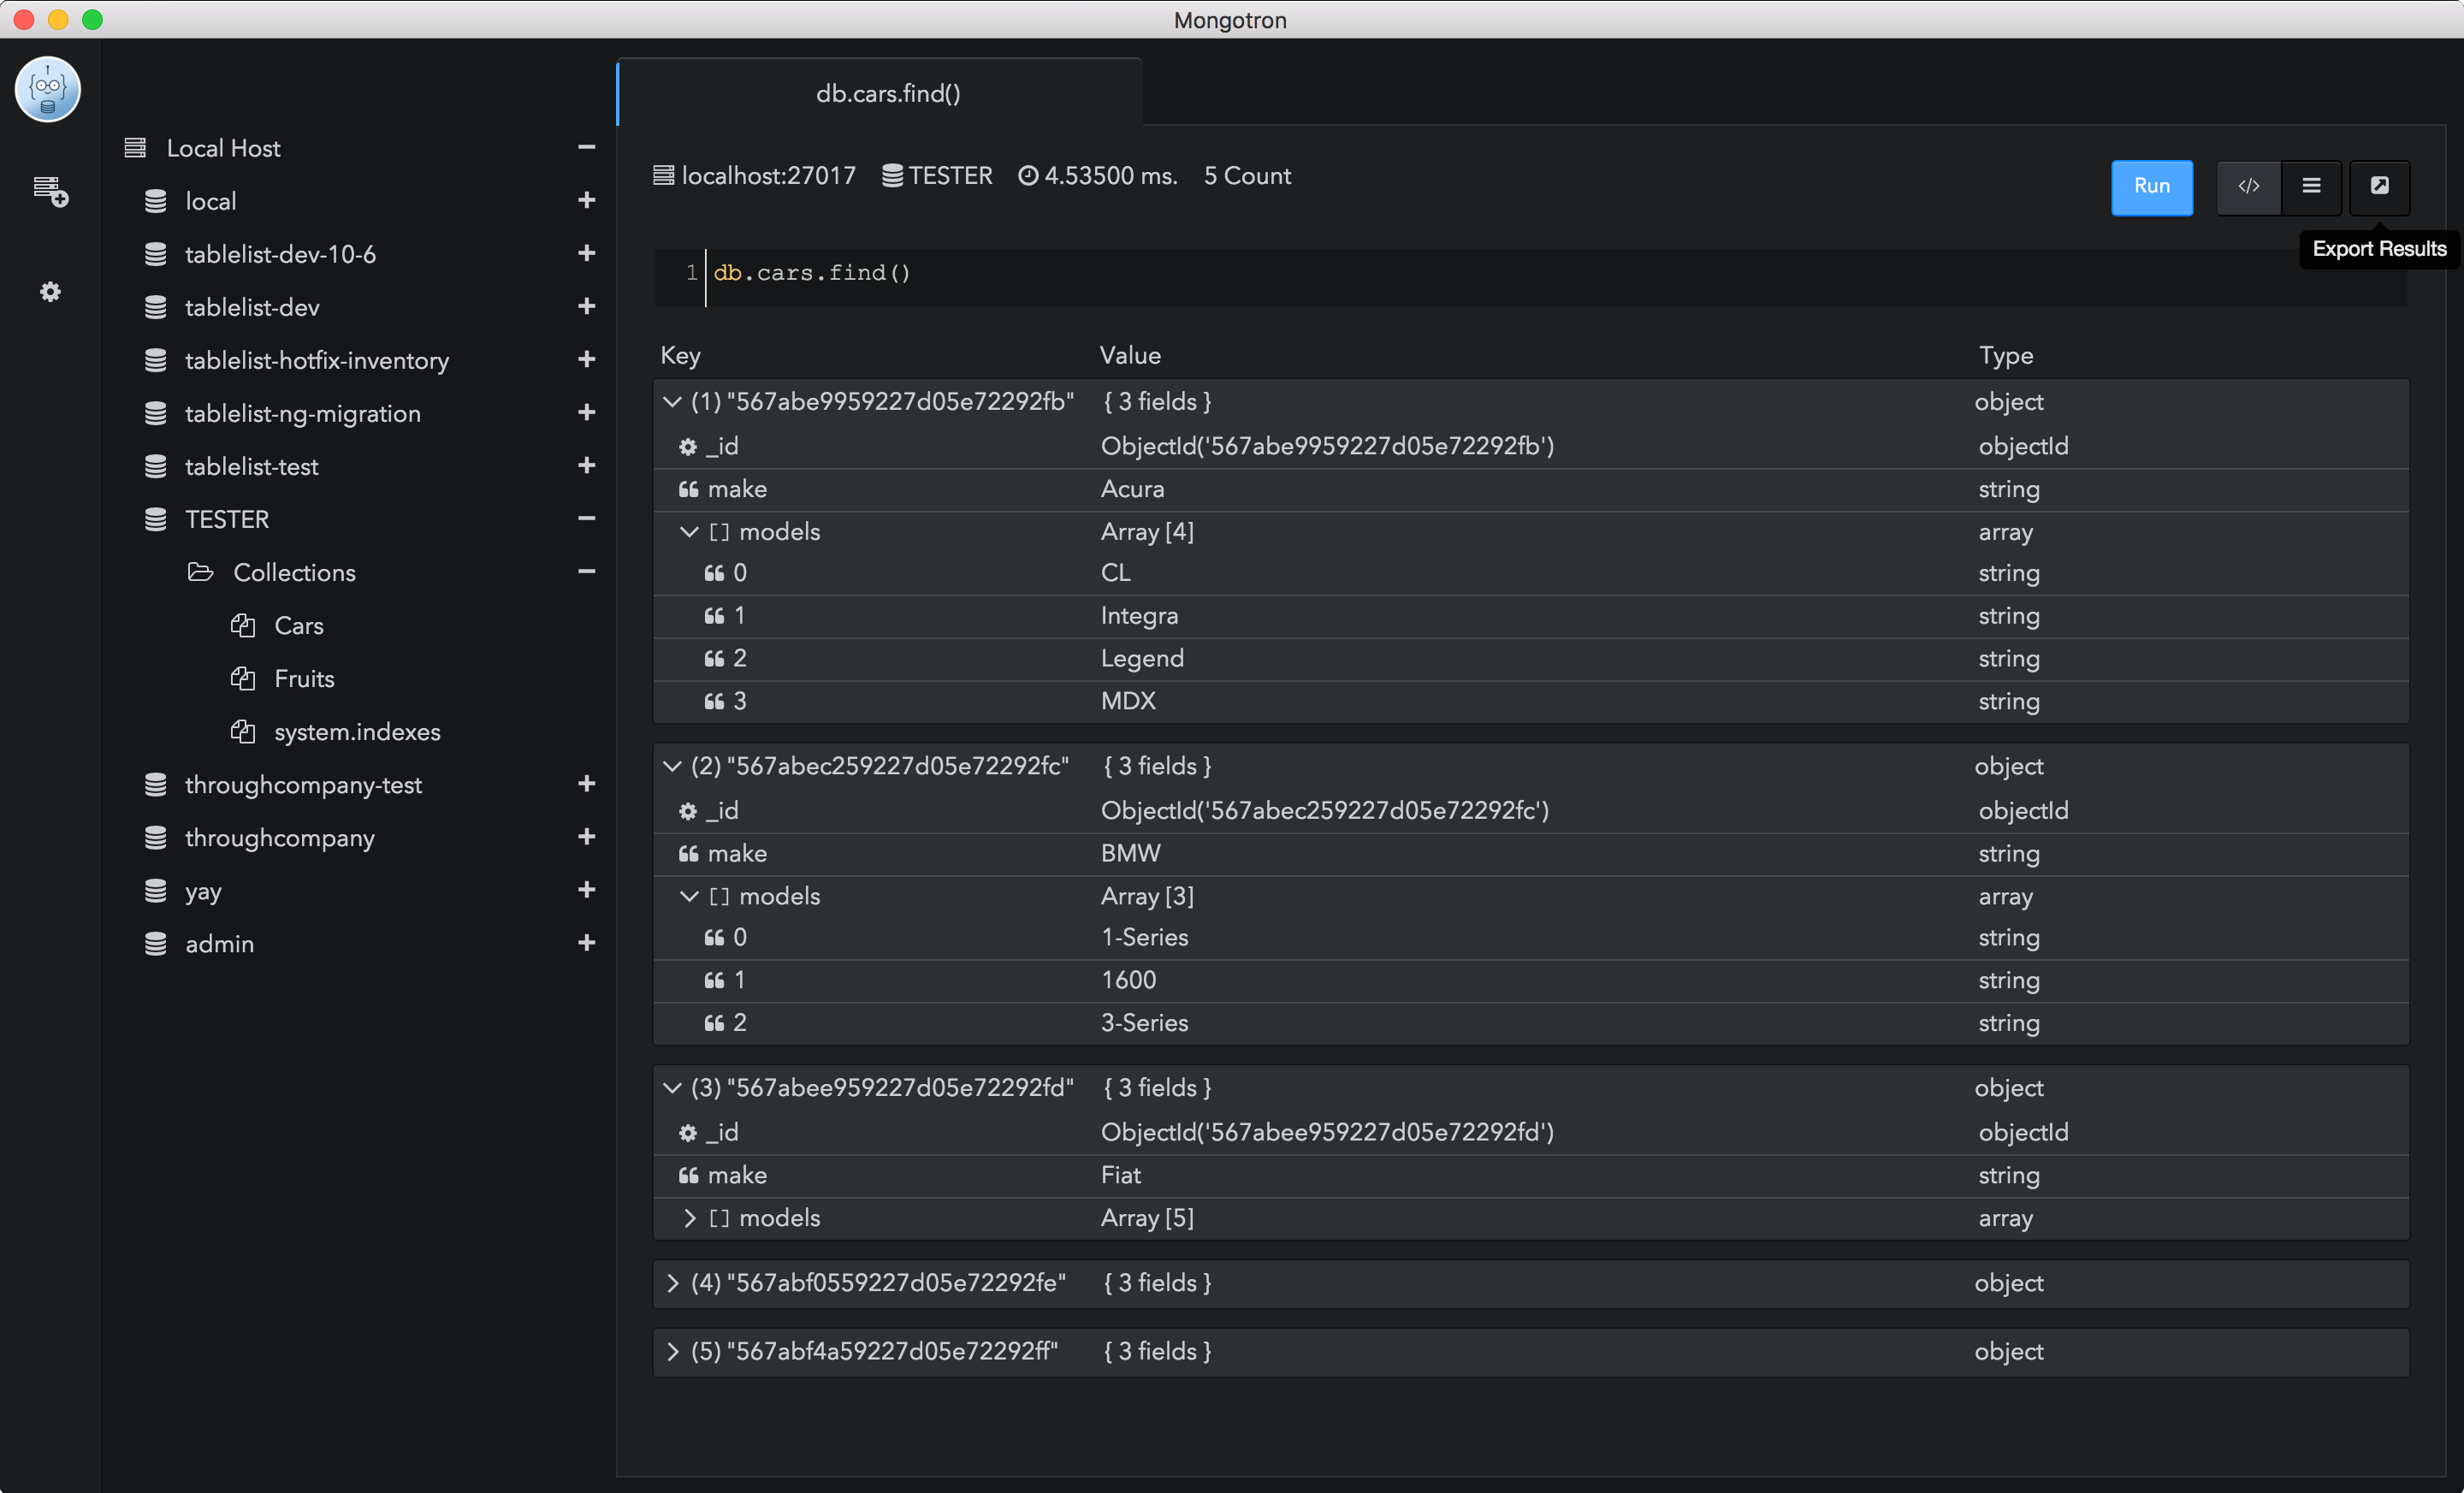 Mongotron
Local Host
local
tablelist-dev-10-6
tablelist-dev
tablelist-hotfix-inventory
tablelist-ng-migration
tablelist-test
TESTER
Collections
Cars
Fruits
system.indexes
throughcompany-test
throughcompany
yay
admin
db.cars.find()
localhost:27017 TESTER 4.53500 ms. 5 Count
Run </>
Export Results
1 db.cars.find()
Key Value Type
(1) "567abe9959227d05e72292fb" { 3 fields } object
_id ObjectId('567abe9959227d05e72292fb') objectId
make Acura string
[] models Array [4] array
0 CL string
1 Integra string
2 Legend string
3 MDX string
(2) "567abec259227d05e72292fc" { 3 fields } object
_id ObjectId('567abec259227d05e72292fc') objectId
make BMW string
[] models Array [3] array
0 1-Series string
1 1600 string
2 3-Series string
(3) "567abee959227d05e72292fd" { 3 fields } object
_id ObjectId('567abee959227d05e72292fd') objectId
make Fiat string
[] models Array [5] array
(4) "567abf0559227d05e72292fe" { 3 fields } object
(5) "567abf4a59227d05e72292ff" { 3 fields } object